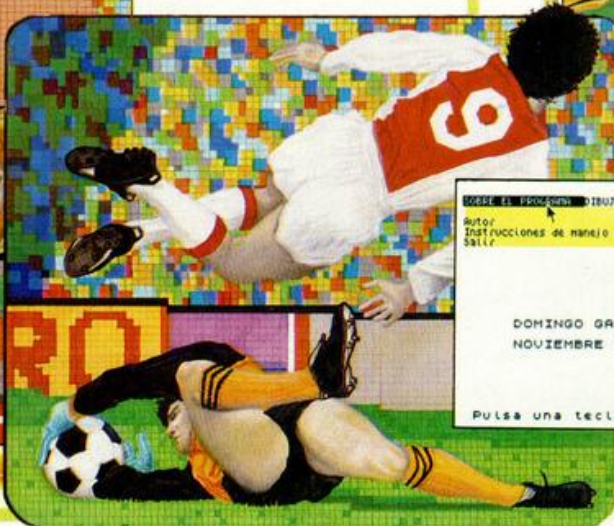 9
SOBRE EL PROGRAMA DIBUJ
Autor
Instrucciones de manejo
Salir
DOMINGO GA
NOVIEMBRE
RO
Pulsa una tecl